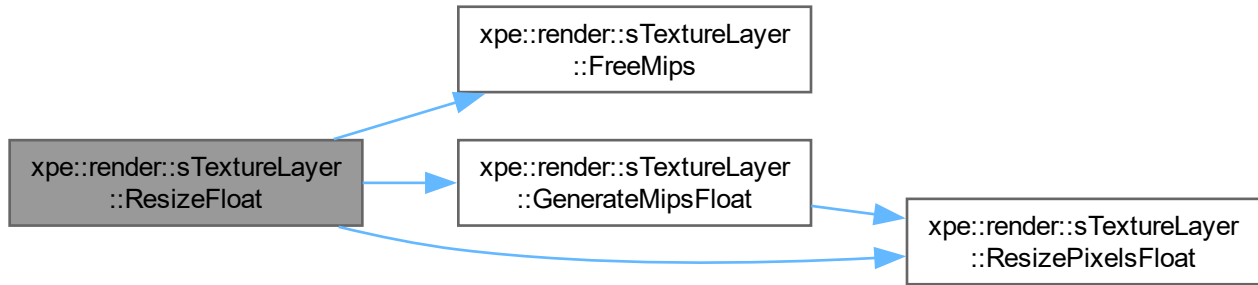 xpe::render::sTextureLayer
::FreeMips
xpe::render::sTextureLayer
::ResizeFloat
xpe::render::sTextureLayer
::GenerateMipsFloat
xpe::render::sTextureLayer
::ResizePixelsFloat